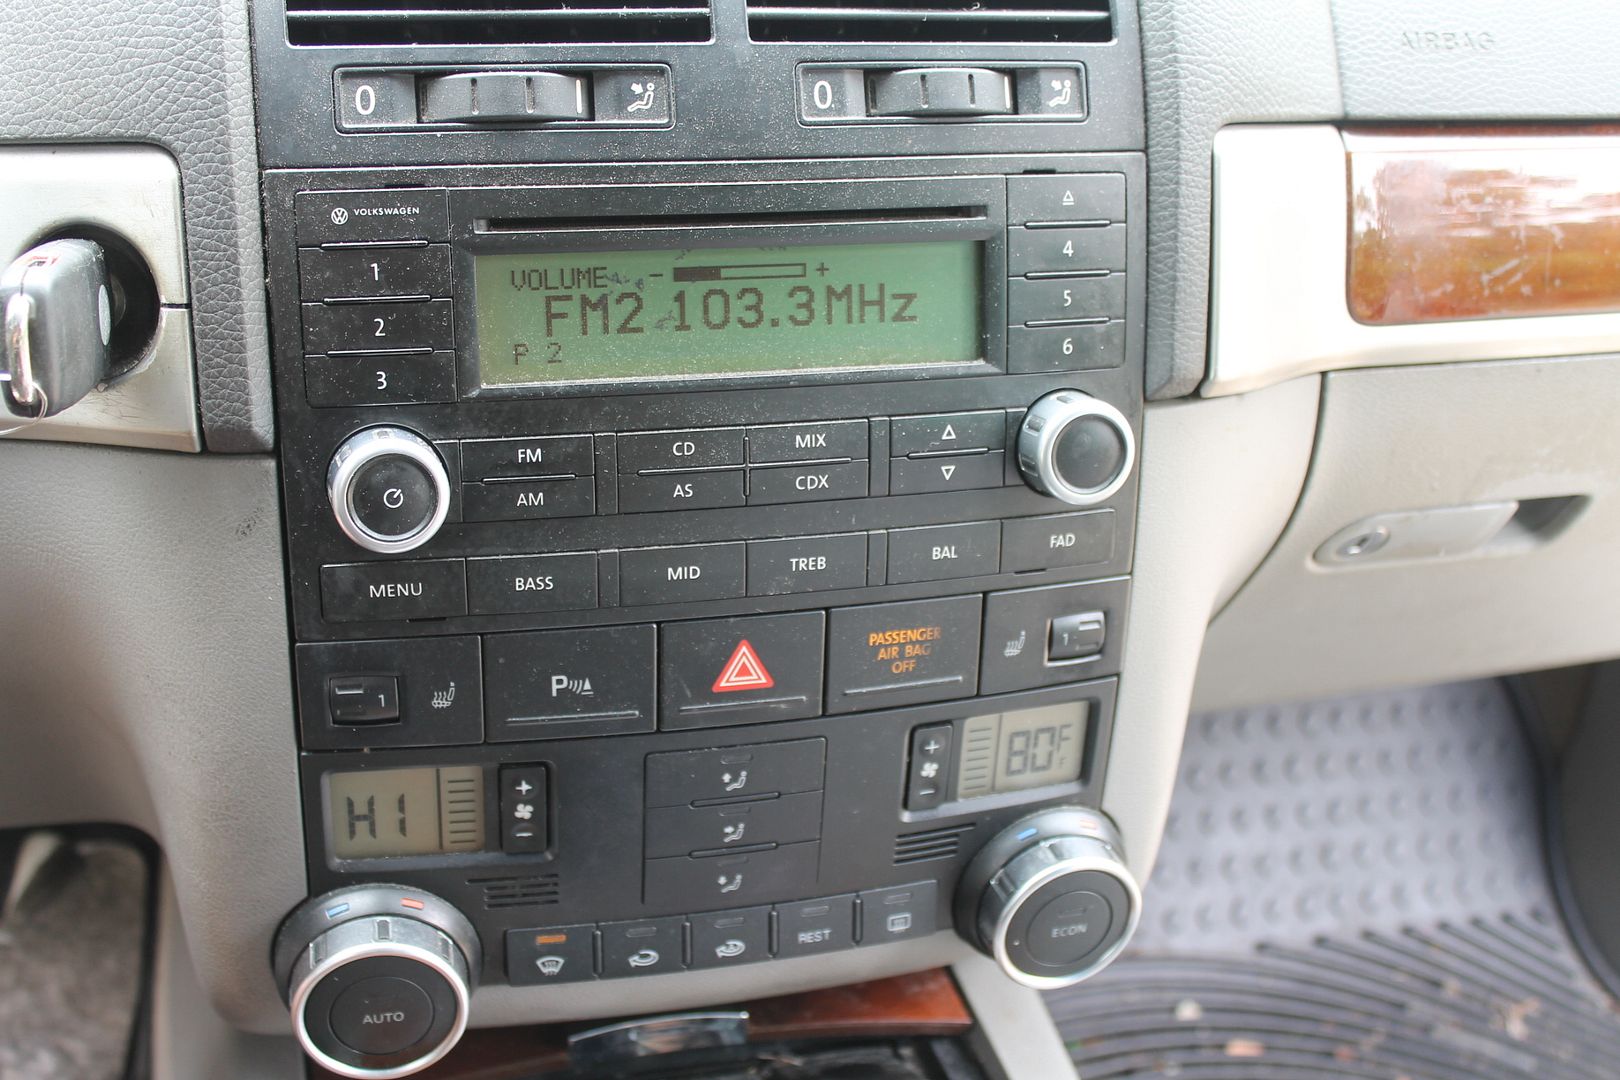 AIRBAG
0
0
VOLKSWAGEN
1
2
3
4
5
6
VOLUME - +
FM2 103.3MHz
P 2
FM
AM
CD
AS
MIX
CDX
MENU
BASS
MID
TREB
BAL
FAD
1
P
PASSENGER
AIR BAG
OFF
1
HI
+
-
+
-
80F
F
AUTO
REST
ECON